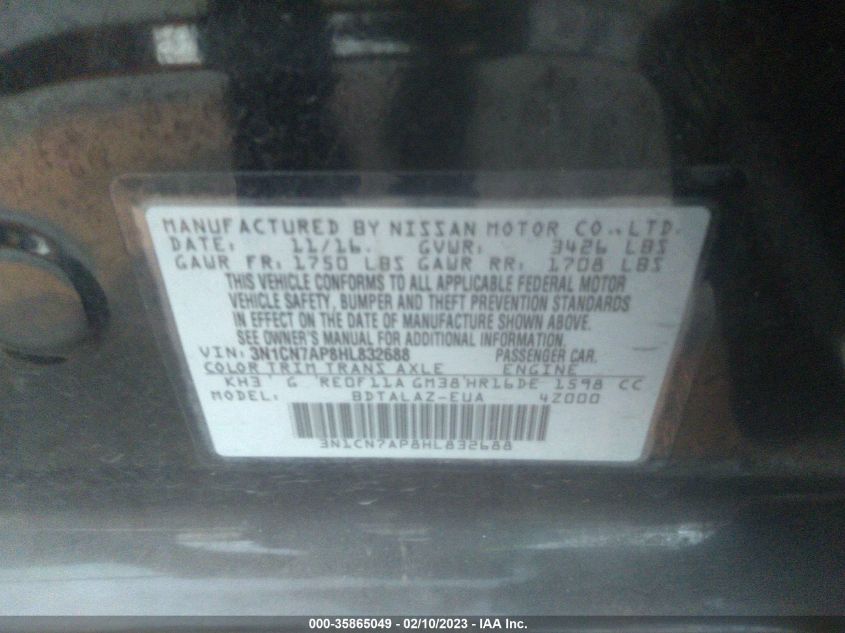 MANUFACTURED BY NISSAN MOTOR CO.,LTD.
DATE: 11/16. GVWR: 3426 LBS
GAWR FR: 1750 LBS GAWR RR: 1708 LBS
THIS VEHICLE CONFORMS TO ALL APPLICABLE FEDERAL MOTOR
VEHICLE SAFETY, BUMPER AND THEFT PREVENTION STANDARDS
IN EFFECT ON THE DATE OF MANUFACTURE SHOWN ABOVE.
SEE OWNER'S MANUAL FOR ADDITIONAL INFORMATION.
VIN: 3N1CN7AP8HL832688 PASSENGER CAR.
COLOR TRIM TRANS AXLE ENGINE
KH3 G RE0F11A GM38 HR16DE 1598 CC
MODEL: BDTALAZ-EUA 4Z000
3N1CN7AP8HL832688
000-35865049 - 02/10/2023 - IAA Inc.